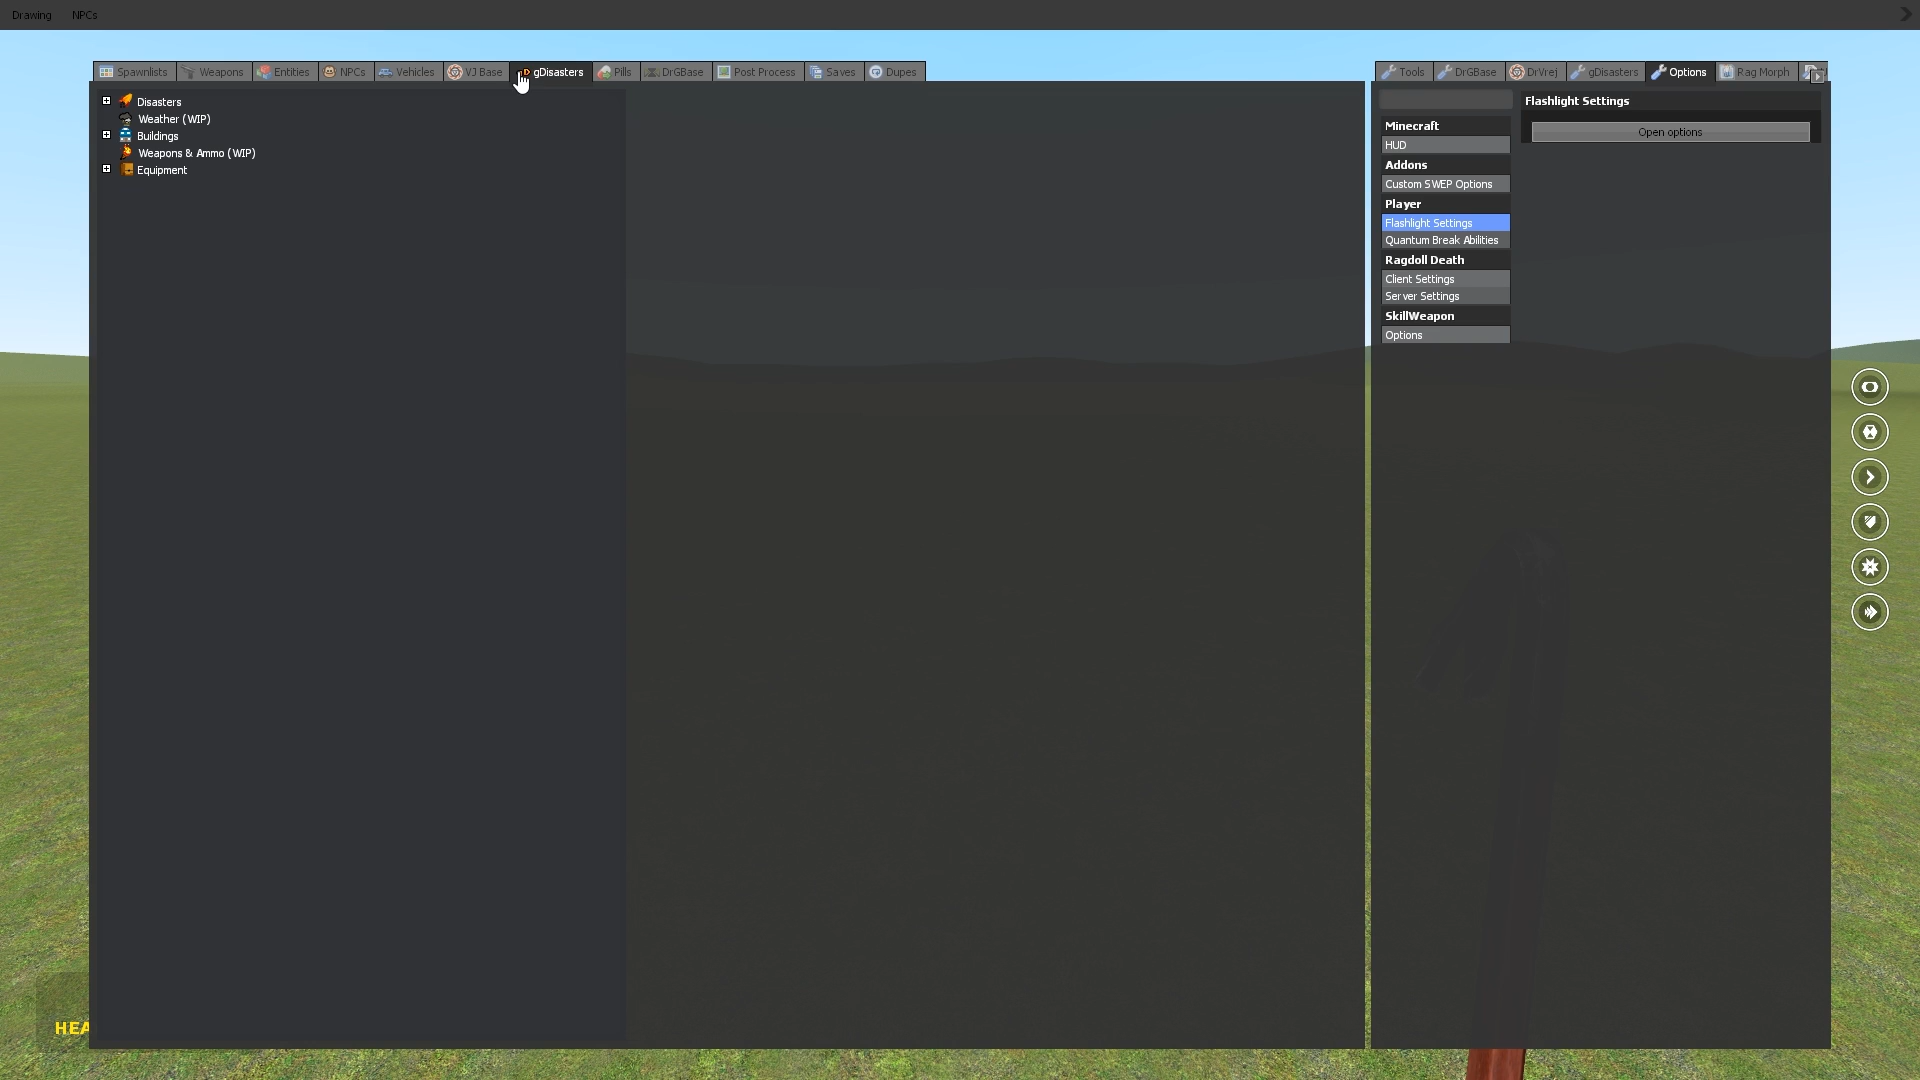 Drawing NPCs
Spawnlists Weapons Entities NPCs Vehicles VJ Base gDisasters Pills DrGBase Post Process Saves Dupes
Tools DrGBase DrVrej gDisasters Options Rag Morph
Disasters
Weather (WIP)
Buildings
Weapons & Ammo (WIP)
Equipment
Minecraft
HUD
Addons
Custom SWEP Options
Player
Flashlight Settings
Quantum Break Abilities
Ragdoll Death
Client Settings
Server Settings
SkillWeapon
Options
Flashlight Settings
Open options
HEA